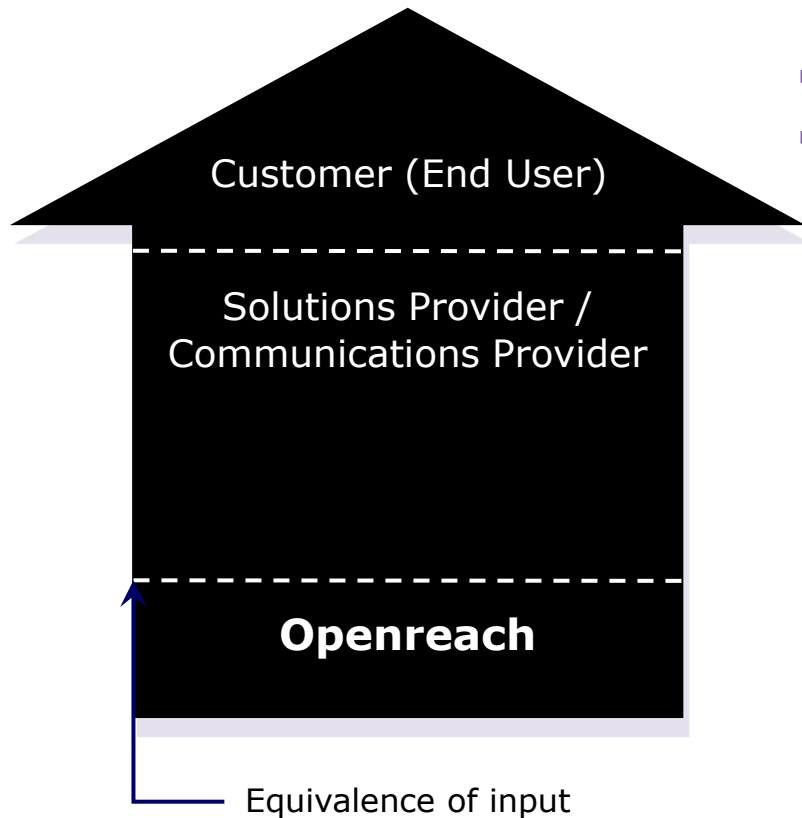 Customer (End User)
Solutions Provider /
Communications Provider
Openreach
Equivalence of input